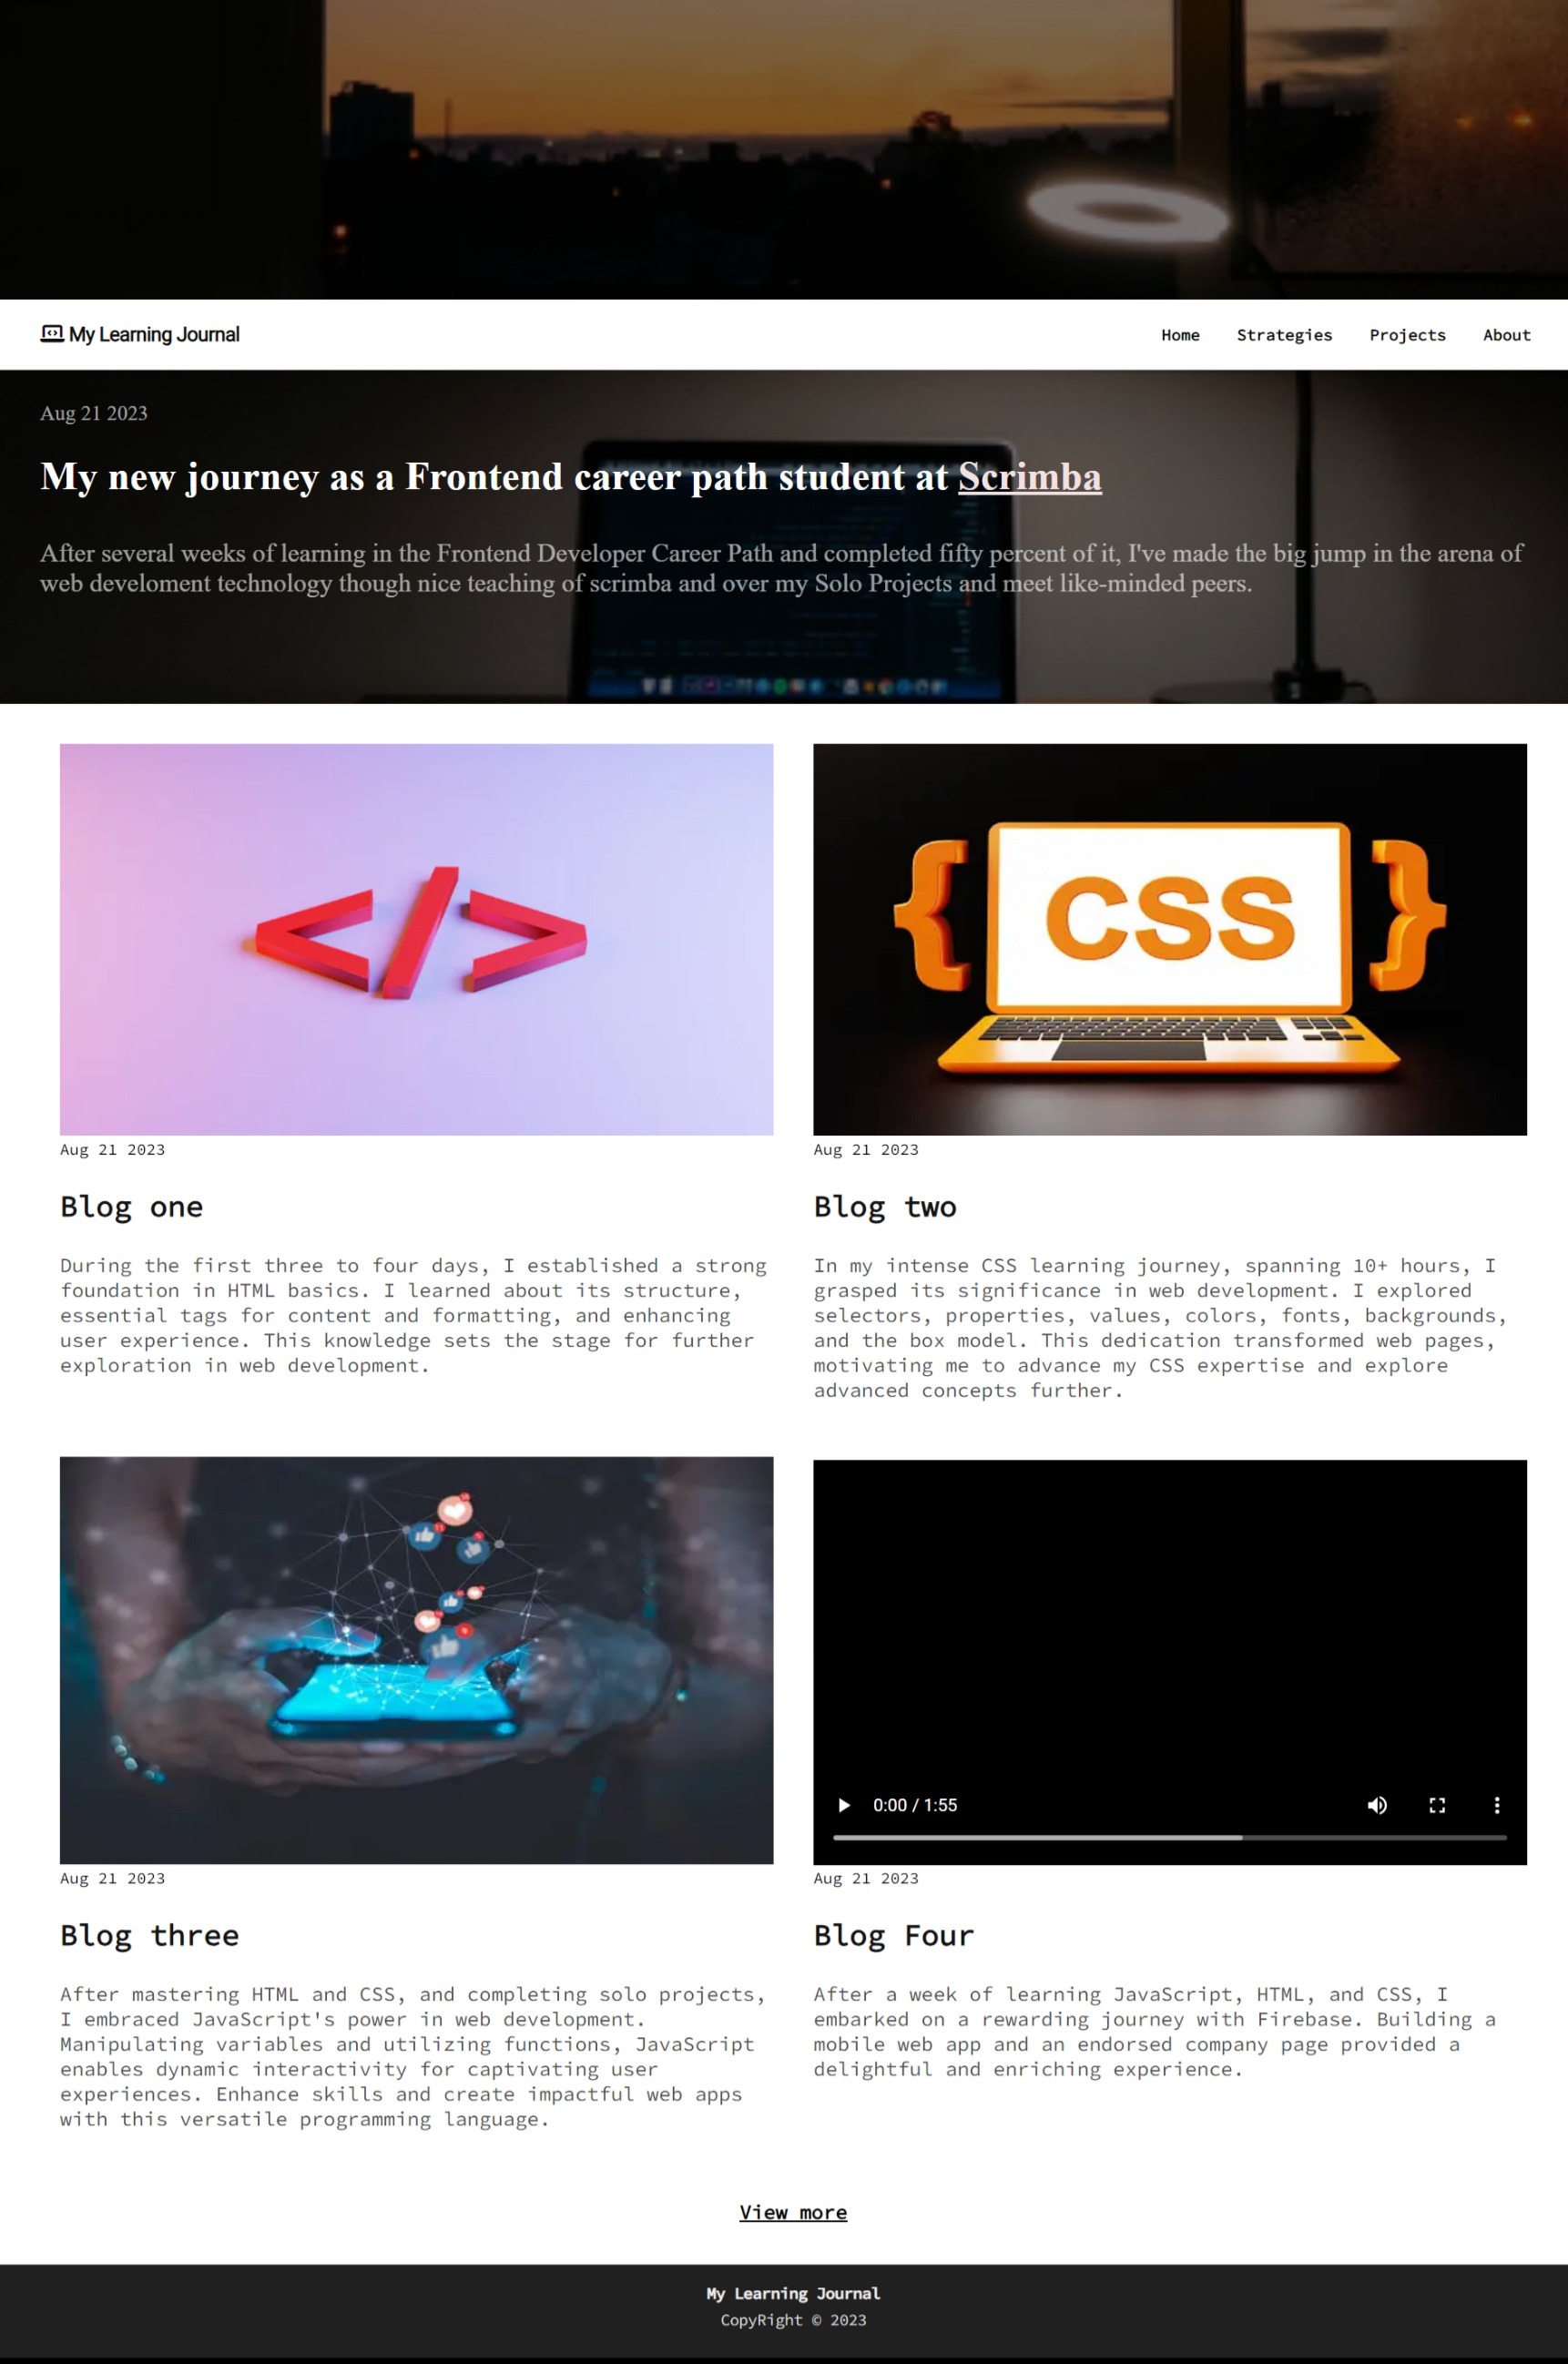 My Learning Journal
Home Strategies Projects About
Aug 21 2023
My new journey as a Frontend career path student at Scrimba
After several weeks of learning in the Frontend Developer Career Path and completed fifty percent of it, I've made the big jump in the arena of
web develoment technology though nice teaching of scrimba and over my Solo Projects and meet like-minded peers.
{ CSS }
Aug 21 2023
Blog one
During the first three to four days, I established a strong
foundation in HTML basics. I learned about its structure,
essential tags for content and formatting, and enhancing
user experience. This knowledge sets the stage for further
exploration in web development.
Aug 21 2023
Blog two
In my intense CSS learning journey, spanning 10+ hours, I
grasped its significance in web development. I explored
selectors, properties, values, colors, fonts, backgrounds,
and the box model. This dedication transformed web pages,
motivating me to advance my CSS expertise and explore
advanced concepts further.
0:00 / 1:55
Aug 21 2023
Blog three
After mastering HTML and CSS, and completing solo projects,
I embraced JavaScript's power in web development.
Manipulating variables and utilizing functions, JavaScript
enables dynamic interactivity for captivating user
experiences. Enhance skills and create impactful web apps
with this versatile programming language.
Aug 21 2023
Blog Four
After a week of learning JavaScript, HTML, and CSS, I
embarked on a rewarding journey with Firebase. Building a
mobile web app and an endorsed company page provided a
delightful and enriching experience.
View more
My Learning Journal
CopyRight © 2023